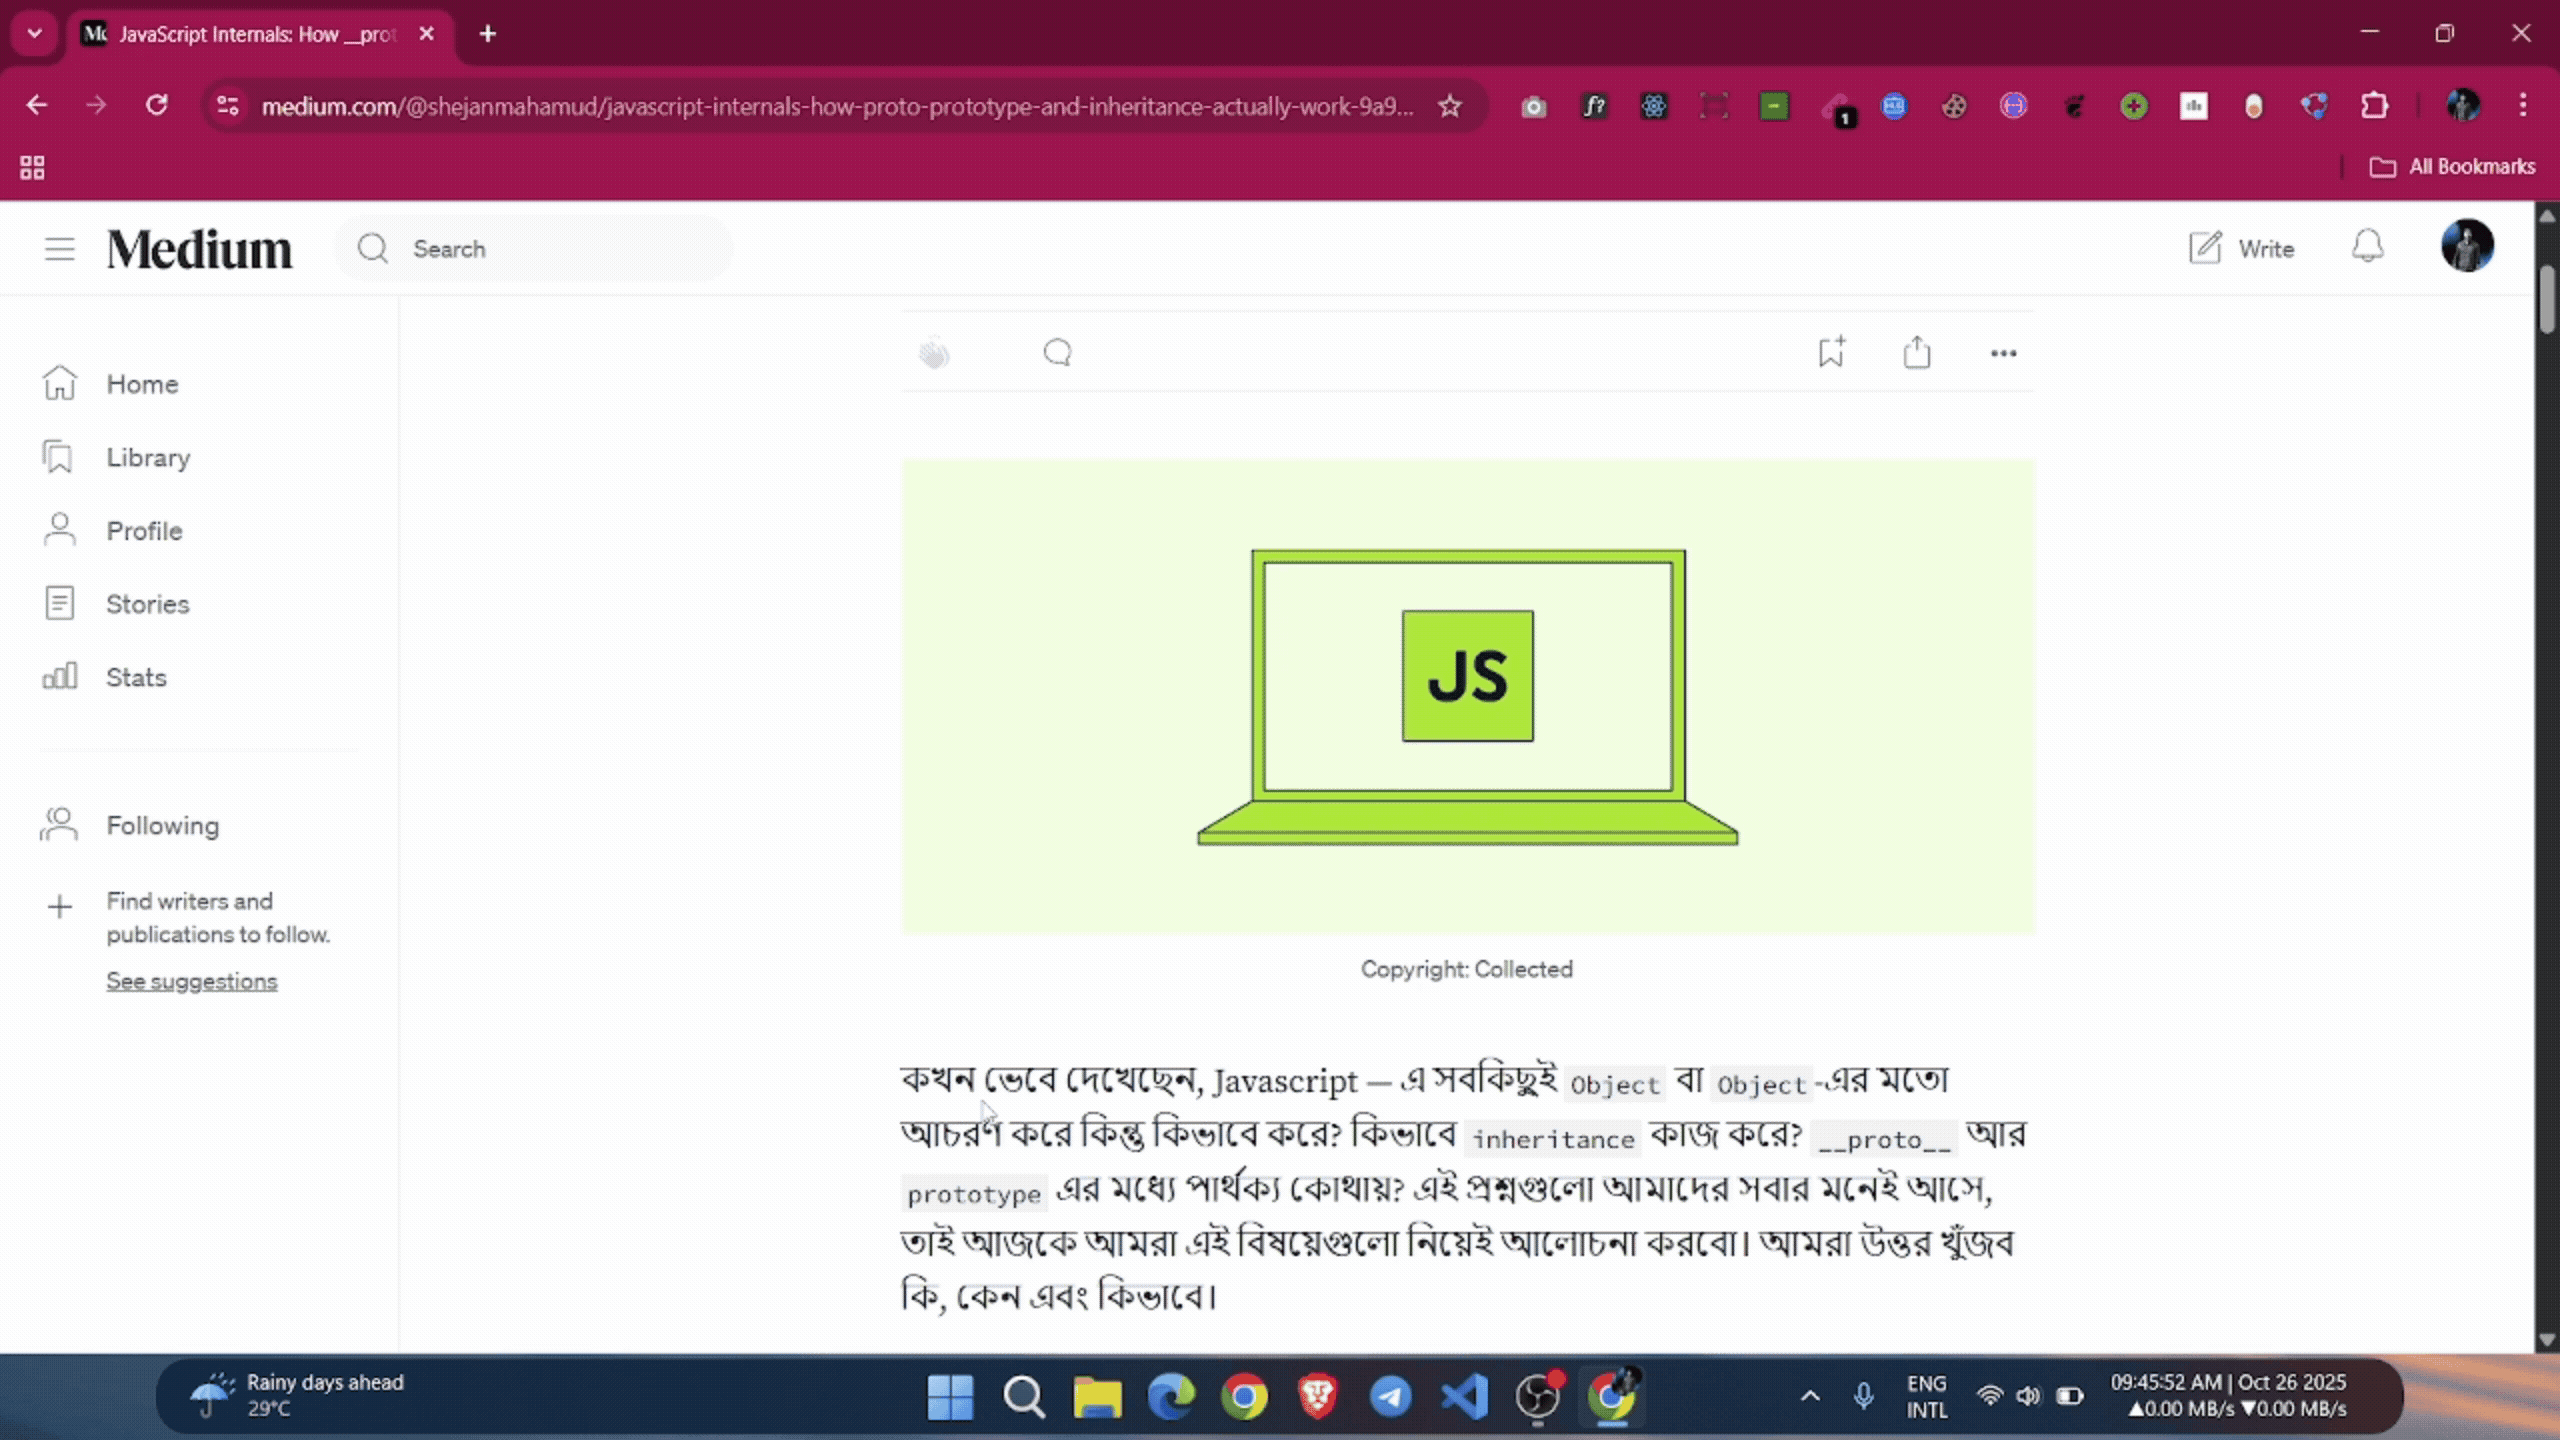 JavaScript Internals: How __prot
medium.com/@shejanmahamud/javascript-internals-how-proto-prototype-and-inheritance-actually-work-9a9...
1
All Bookmarks
Medium
Search
Write
Home
Library
Profile
Stories
Stats
Following
Find writers and
publications to follow.
See suggestions
JS
Copyright: Collected
কখন ভেবে দেখেছেন, Javascript — এ সবকিছুই Object বা Object-এর মতো
আচরণ করে কিন্তু কিভাবে করে? কিভাবে inheritance কাজ করে? __proto__ আর
prototype এর মধ্যে পার্থক্য কোথায়? এই প্রশ্নগুলো আমাদের সবার মনেই আসে,
তাই আজকে আমরা এই বিষয়েগুলো নিয়েই আলোচনা করবো। আমরা উত্তর খুঁজব
কি, কেন এবং কিভাবে।
Rainy days ahead
29°C
ENG
INTL
09:45:52 AM | Oct 26 2025
▲0.00 MB/s ▼0.00 MB/s